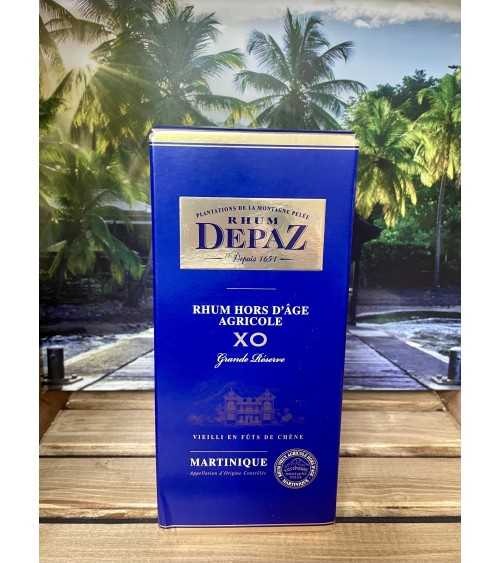 PLANTATIONS DE LA MONTAGNE PELÉE
RHUM
DEPAZ
Depuis 1651
RHUM HORS D'ÂGE
AGRICOLE
XO
Grande Réserve
VIEILLI EN FÛTS DE CHÊNE
MARTINIQUE
Appellation d'Origine Contrôlée
MARTINIQUE